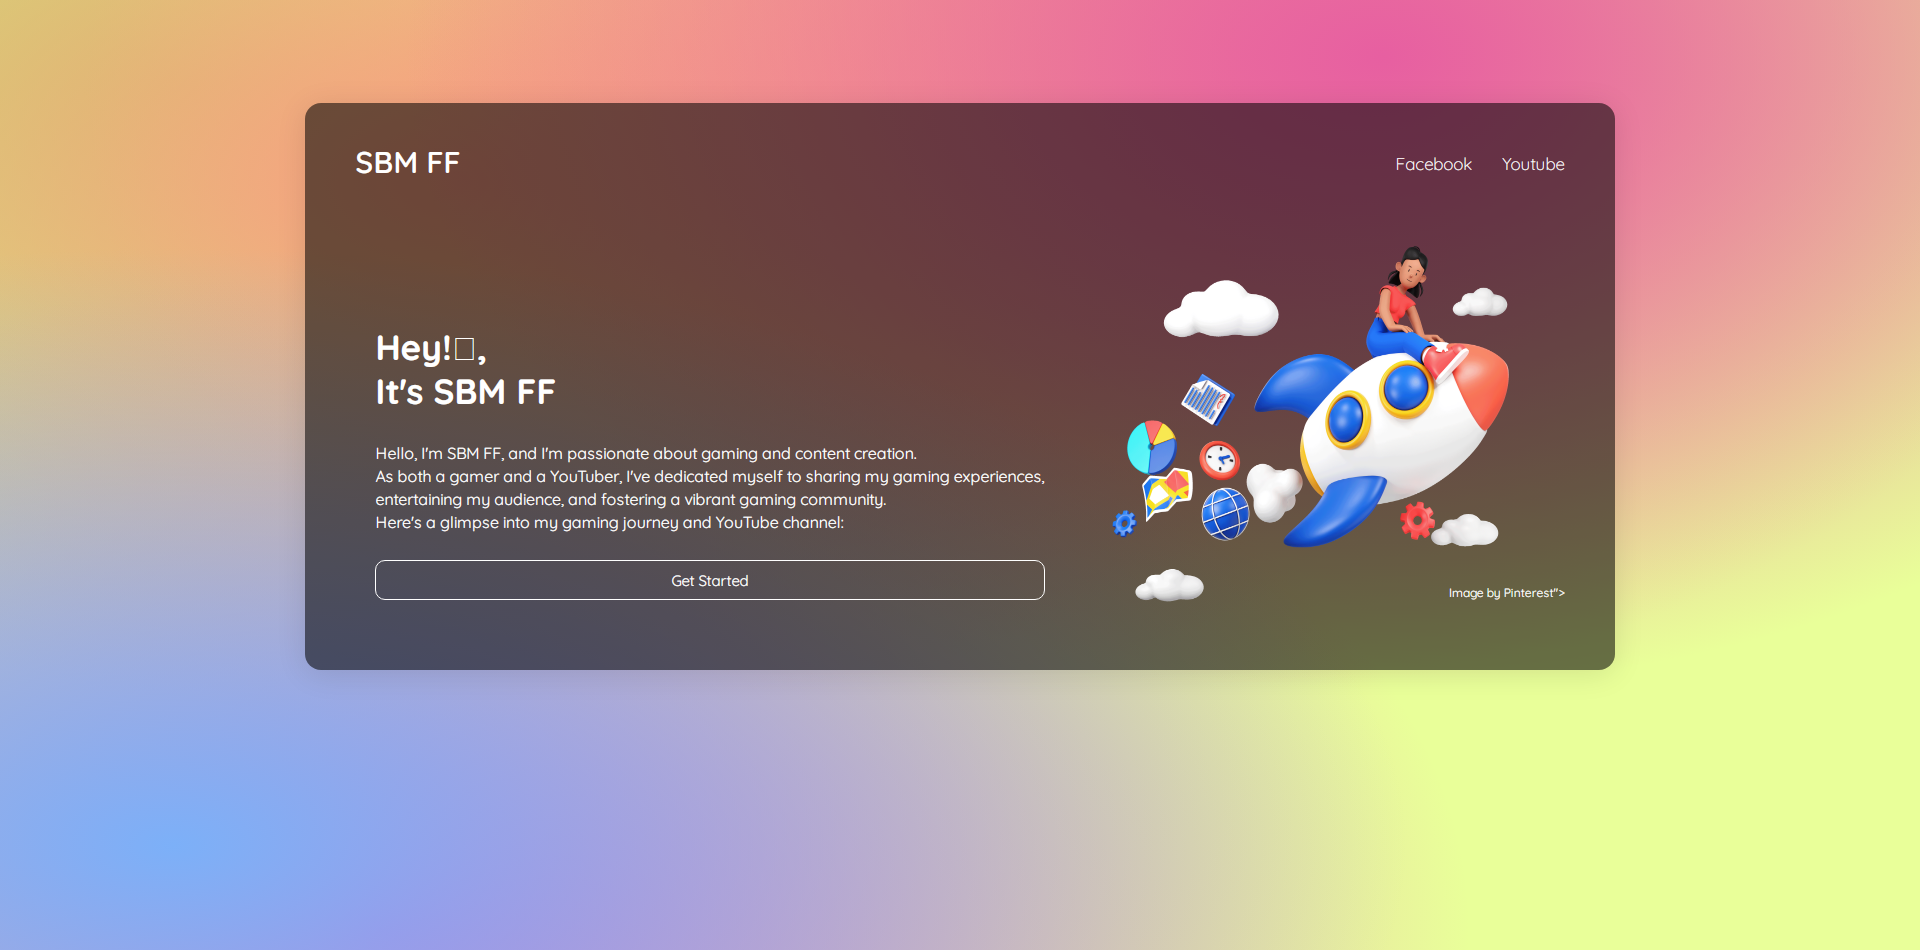 SBM FF
Facebook
Youtube
Hey!▯,
It's SBM FF
Hello, I'm SBM FF, and I'm passionate about gaming and content creation.
As both a gamer and a YouTuber, I've dedicated myself to sharing my gaming experiences,
entertaining my audience, and fostering a vibrant gaming community.
Here's a glimpse into my gaming journey and YouTube channel:
Get Started
Image by Pinterest">